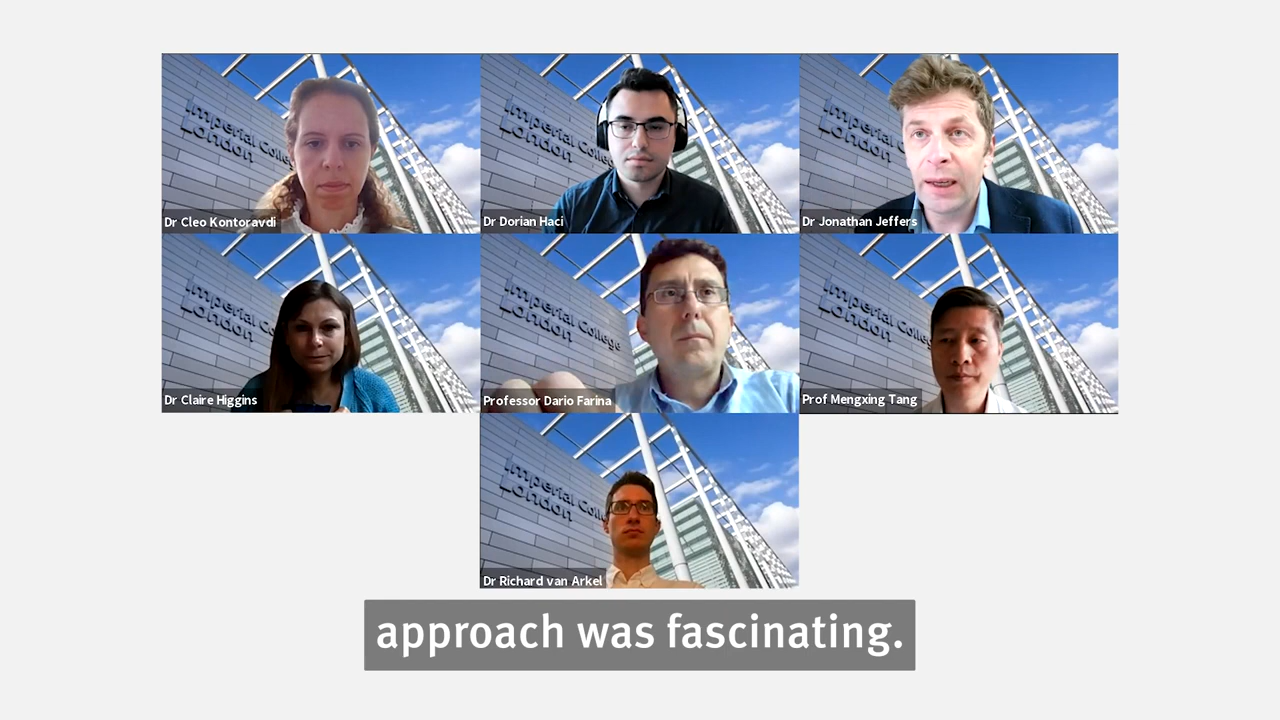 Imperial College
London
Dr Cleo Kontoravdi
Imperial College
London
Dr Dorian Haci
Imperial College
London
Dr Jonathan Jeffers
Imperial Co
London
Dr Claire Higgins
Imperial College
London
Professor Dario Farina
Imperial College
London
Prof Mengxing Tang
Imperial Coll
London
Dr Richard van Arkel
approach was fascinating.